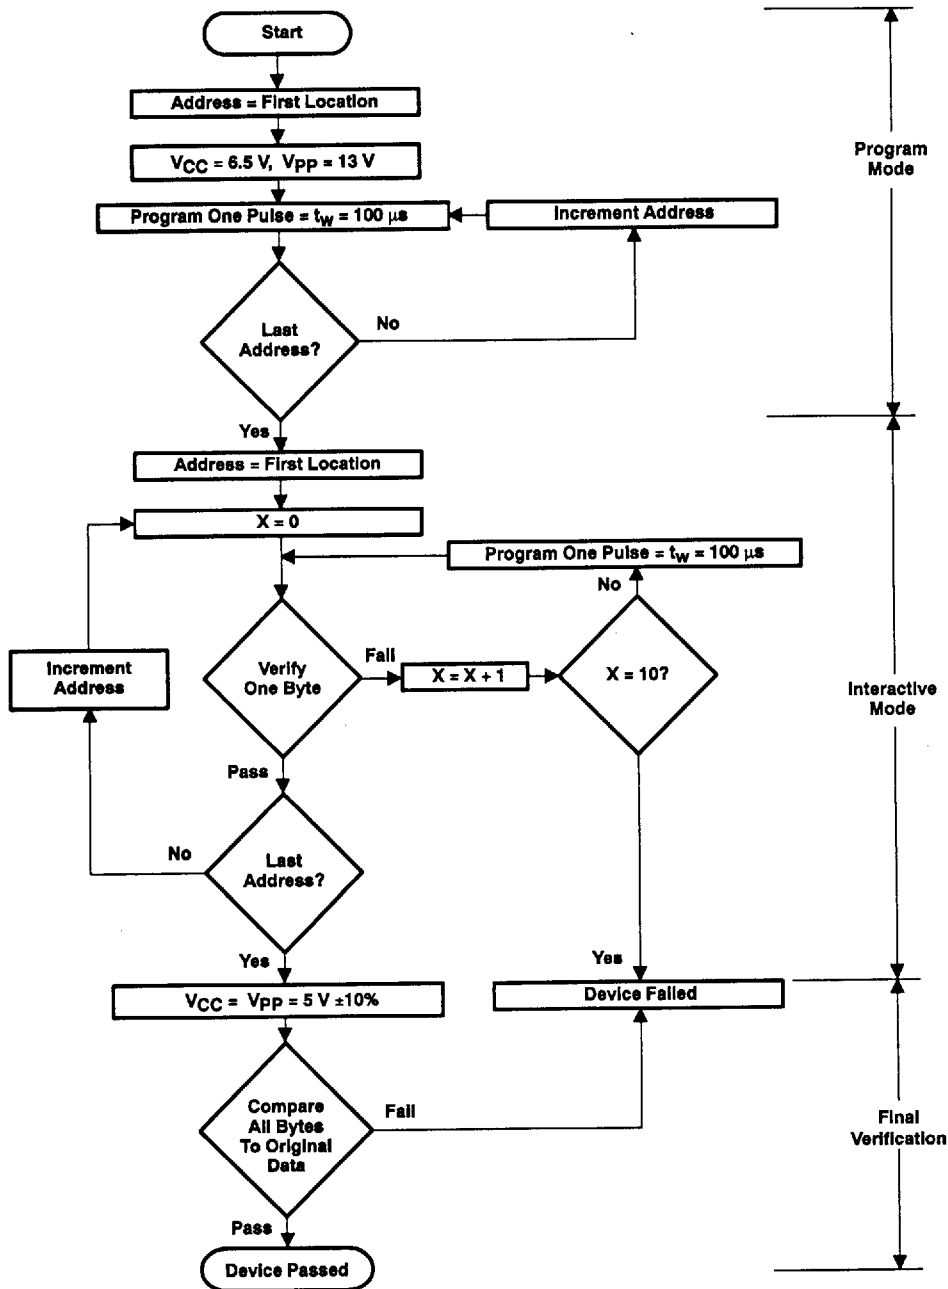 Start
Address = First Location
VCC = 6.5 V, VPP = 13 V
Program
Mode
Program One Pulse = tw = 100 μs
Increment Address
Last
Address?
No
Yes
Address = First Location
X = 0
Program One Pulse = tw = 100 μs
No
Increment
Address
Verify
One Byte
Fail
X = X + 1
X = 10?
Interactive
Mode
Pass
No
Last
Address?
Yes
Yes
VCC = VPP = 5 V ±10%
Device Failed
Compare
All Bytes
To Original
Data
Fail
Final
Verification
Pass
Device Passed